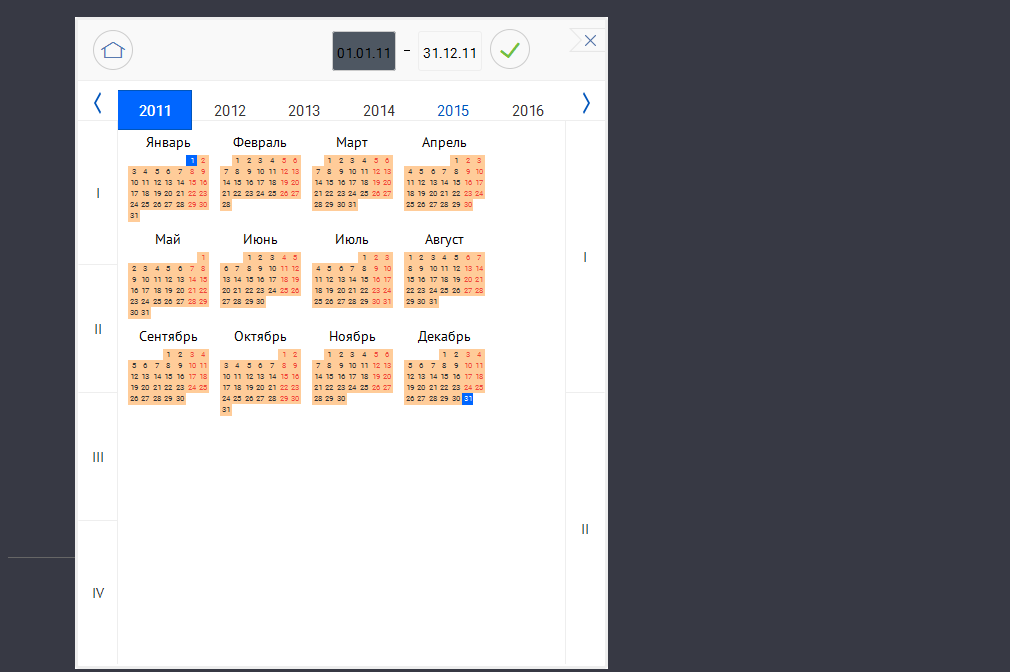 01.01.11 – 31.12.11
2011 2012 2013 2014 2015 2016
Январь Февраль Март Апрель
1 2 1 2 3 4 5 6 1 2 3 4 5 6 1 2 3
3 4 5 6 7 8 9 7 8 9 10 11 12 13 7 8 9 10 11 12 13 4 5 6 7 8 9 10
10 11 12 13 14 15 16 14 15 16 17 18 19 20 14 15 16 17 18 19 20 11 12 13 14 15 16 17
17 18 19 20 21 22 23 21 22 23 24 25 26 27 21 22 23 24 25 26 27 18 19 20 21 22 23 24
24 25 26 27 28 29 30 28 28 29 30 31 25 26 27 28 29 30
31
I
Май Июнь Июль Август
1 1 2 3 4 5 1 2 3 1 2 3 4 5 6 7
2 3 4 5 6 7 8 6 7 8 9 10 11 12 4 5 6 7 8 9 10 8 9 10 11 12 13 14
9 10 11 12 13 14 15 13 14 15 16 17 18 19 11 12 13 14 15 16 17 15 16 17 18 19 20 21
16 17 18 19 20 21 22 20 21 22 23 24 25 26 18 19 20 21 22 23 24 22 23 24 25 26 27 28
23 24 25 26 27 28 29 27 28 29 30 25 26 27 28 29 30 31 29 30 31
30 31
I
II
Сентябрь Октябрь Ноябрь Декабрь
1 2 3 4 1 2 1 2 3 4 5 6 1 2 3 4
5 6 7 8 9 10 11 3 4 5 6 7 8 9 7 8 9 10 11 12 13 5 6 7 8 9 10 11
12 13 14 15 16 17 18 10 11 12 13 14 15 16 14 15 16 17 18 19 20 12 13 14 15 16 17 18
19 20 21 22 23 24 25 17 18 19 20 21 22 23 21 22 23 24 25 26 27 19 20 21 22 23 24 25
26 27 28 29 30 24 25 26 27 28 29 30 28 29 30 26 27 28 29 30 31
31
III
II
IV